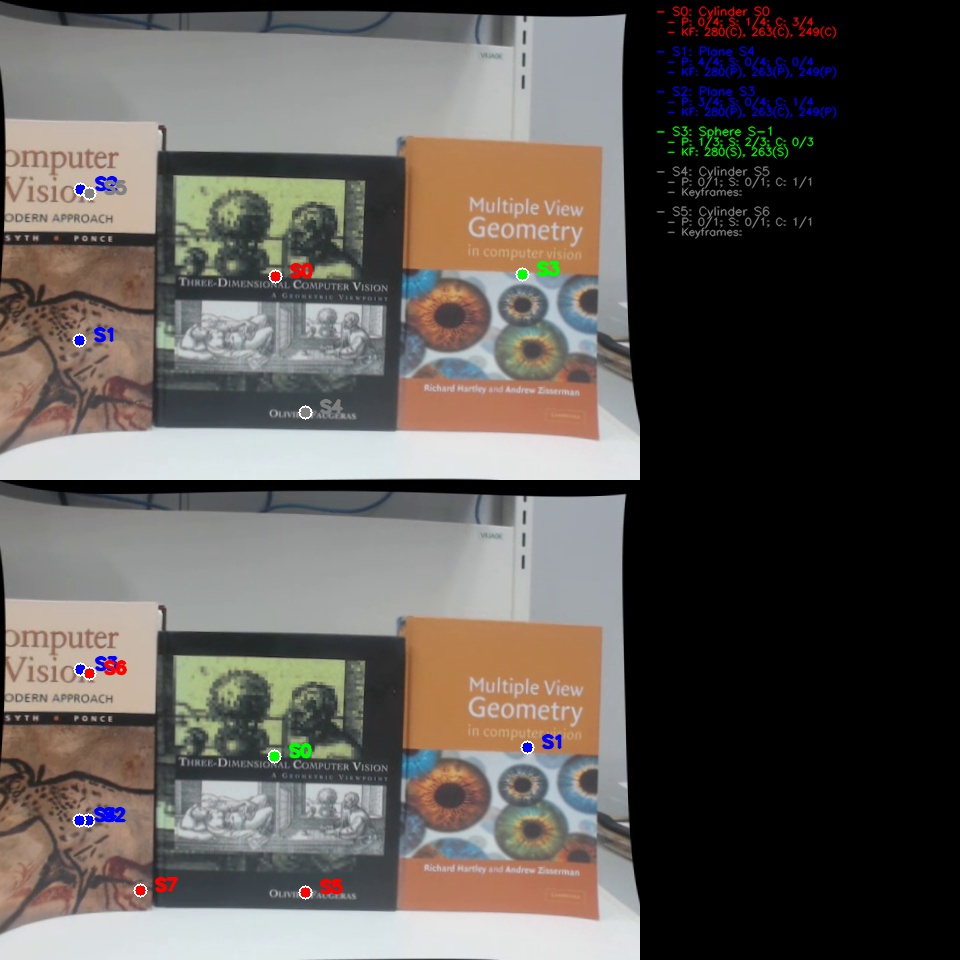 - S0: Cylinder S0
- P: 0/4; S: 1/4; C: 3/4
- KF: 280(C), 263(C), 249(C)
- S1: Plane S4
- P: 4/4; S: 0/4; C: 0/4
- KF: 280(P), 263(P), 249(P)
- S2: Plane S3
- P: 3/4; S: 0/4; C: 1/4
- KF: 280(P), 263(C), 249(P)
- S3: Sphere S-1
- P: 1/3; S: 2/3; C: 0/3
- KF: 280(S), 263(S)
- S4: Cylinder S5
- P: 0/1; S: 0/1; C: 1/1
- Keyframes:
- S5: Cylinder S6
- P: 0/1; S: 0/1; C: 1/1
- Keyframes:
omputer
Vision
ODERN APPROACH
SYTH PONCE
S1
S0
THREE-DIMENSIONAL COMPUTER VISION
A GEOMETRIC VIEWPOINT
S4
Multiple View
Geometry
in computer vision
S3
Richard Hartley and Andrew Zisserman
omputer
Vision
S6
ODERN APPROACH
SYTH PONCE
S7
S0
THREE-DIMENSIONAL COMPUTER VISION
A GEOMETRIC VIEWPOINT
S5
Multiple View
Geometry
in computer vision
S1
Richard Hartley and Andrew Zisserman